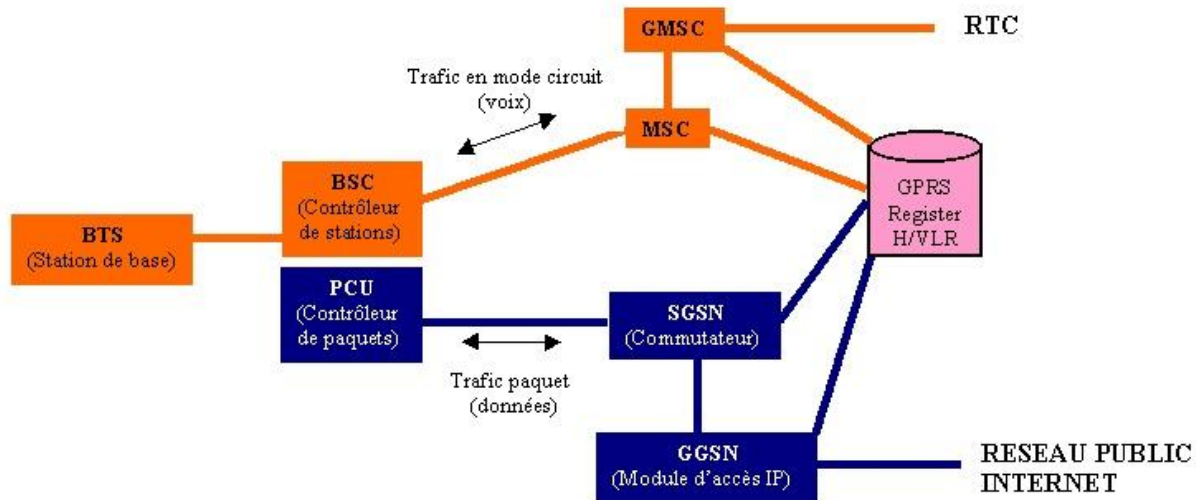 GMSC
RTC
Trafic en mode circuit
(voix)
MSC
BSC
(Contrôleur
de stations)
GPRS
Register
H/VLR
BTS
(Station de base)
PCU
(Contrôleur
de paquets)
SGSN
(Commutateur)
Trafic paquet
(données)
GGSN
(Module d'accès IP)
RESEAU PUBLIC
INTERNET